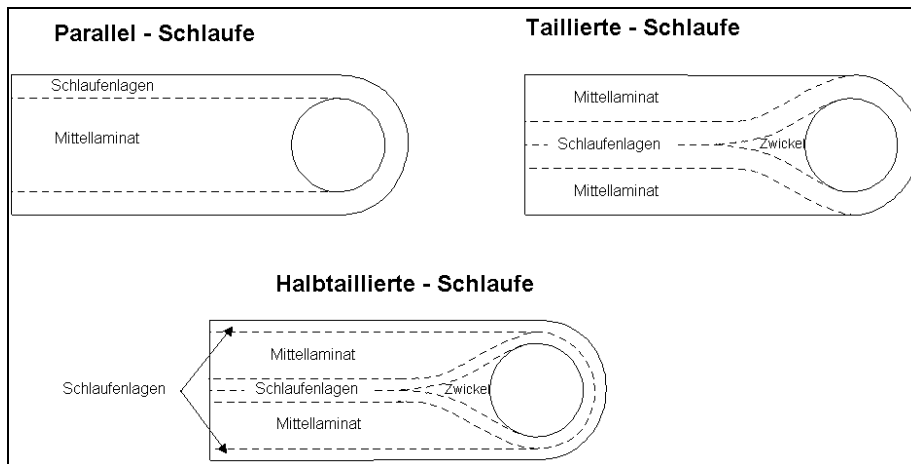 Parallel - Schlaufe
Schlaufenlagen
Mittellaminat
Taillierte - Schlaufe
Mittellaminat
Schlaufenlagen
Zwickel
Mittellaminat
Halbtaillierte - Schlaufe
Mittellaminat
Schlaufenlagen
Schlaufenlagen
Zwickel
Mittellaminat